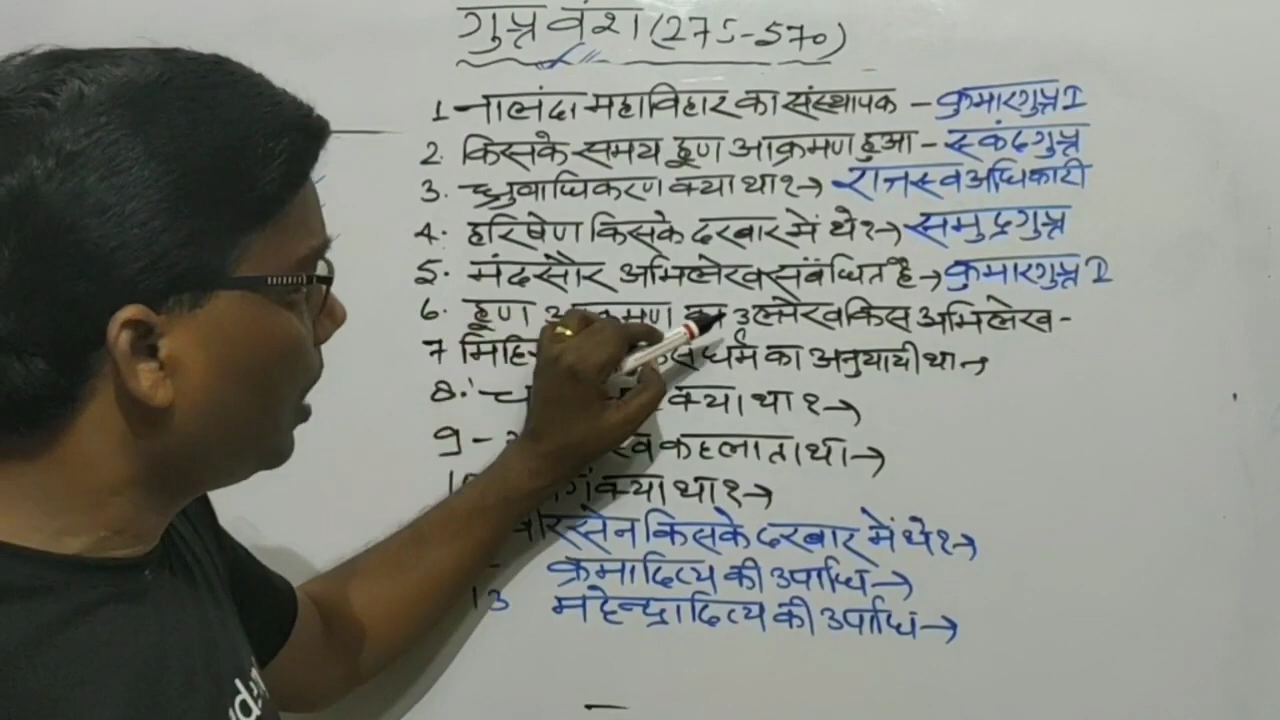 गुप्त वंश (275-570)
1 नालंदा महाविहार का संस्थापक - कुमारगुप्त I
2. किसके समय हूण आक्रमण हुआ - स्कंदगुप्त
3. ध्रुवाधिकरण क्या था? → राजस्व अधिकारी
4. हरिषेण किसके दरबार में थे? → समुद्रगुप्त
5. मंदसौर अभिलेख संबंधित है → कुमारगुप्त I
6. हूण आक्रमण का उल्लेख किस अभिलेख -
7 धर्म का अनुयायी था →
8. क्या था? →
9 - कहलाता था →
क्या था? →
किसके दरबार में थे? →
क्रमादित्य की उपाधि →
13 महेन्द्रादित्य की उपाधि →